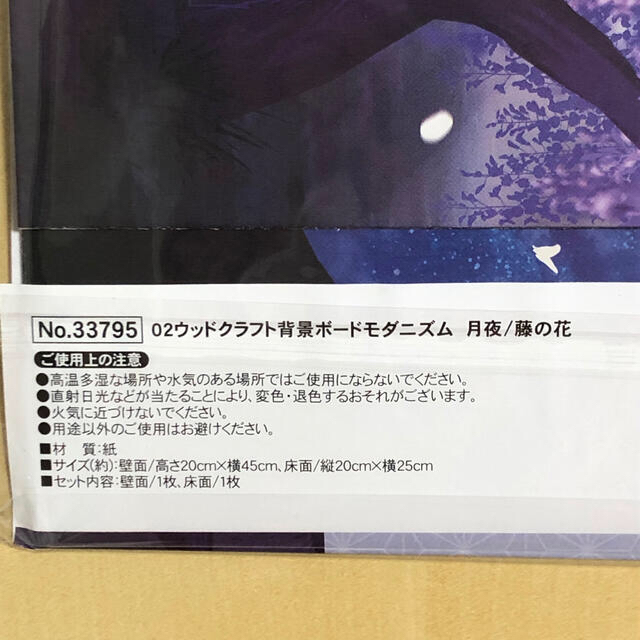 No.33795 02ウッドクラフト背景ボードモダニズム 月夜/藤の花
ご使用上の注意
●高温多湿な場所や水気のある場所ではご使用にならないでください。
●直射日光などが当たることにより、変色・退色するおそれがございます。
●火気に近づけないでください。
●用途以外のご使用はお避けください。
■材 質:紙
■サイズ(約):壁面/高さ20cm×横45cm、床面/縦20cm×横25cm
■セット内容:壁面/1枚、床面/1枚